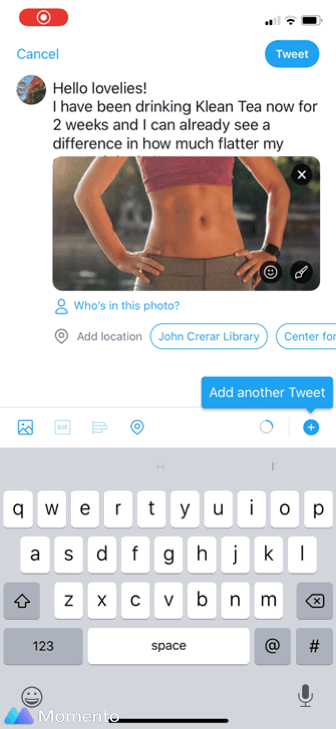 Cancel
Tweet
Hello lovelies!
I have been drinking Klean Tea now for
2 weeks and I can already see a
difference in how much flatter my
Who's in this photo?
Add location
John Crerar Library
Center for
Add another Tweet
GIF
q w e r t y u i o p
a s d f g h j k l
z x c v b n m
123
space
@
#
Momento